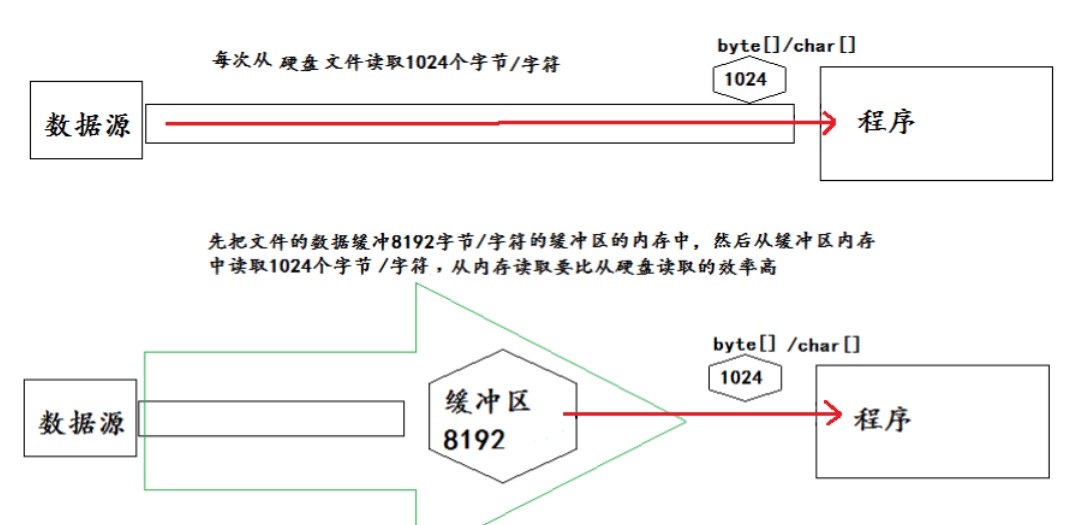 byte[]/char[]
每次从 硬盘 文件读取1024个字节/字符
1024
数据源
程序
先把文件的数据缓冲8192字节/字符的缓冲区的内存中，然后从缓冲区内存
中读取1024个字节 /字符，从内存读取要比从硬盘读取的效率高
byte[] /char[]
1024
缓冲区
8192
数据源
程序